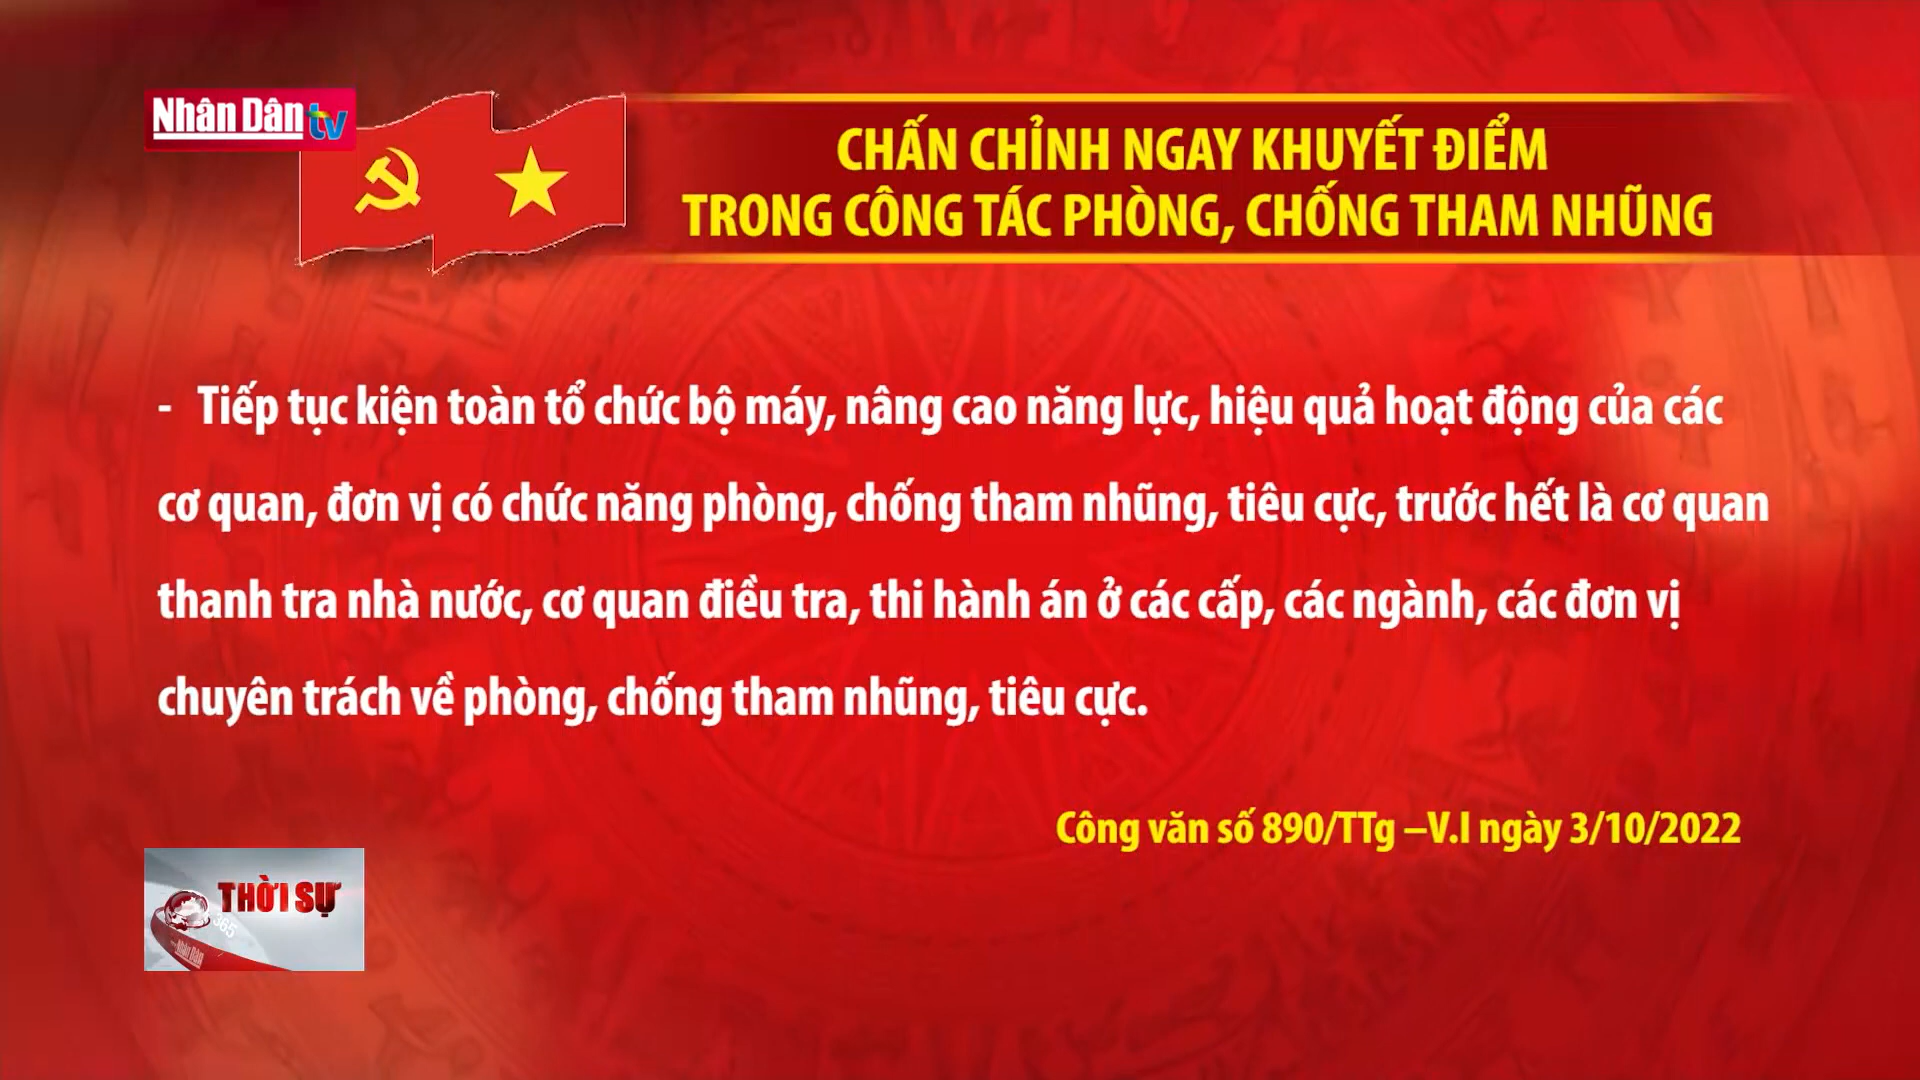 Nhân Dân tv
CHẤN CHỈNH NGAY KHUYẾT ĐIỂM
TRONG CÔNG TÁC PHÒNG, CHỐNG THAM NHŨNG
- Tiếp tục kiện toàn tổ chức bộ máy, nâng cao năng lực, hiệu quả hoạt động của các
cơ quan, đơn vị có chức năng phòng, chống tham nhũng, tiêu cực, trước hết là cơ quan
thanh tra nhà nước, cơ quan điều tra, thi hành án ở các cấp, các ngành, các đơn vị
chuyên trách về phòng, chống tham nhũng, tiêu cực.
Công văn số 890/TTg –V.I ngày 3/10/2022
THỜI SỰ
365
Nhân Dân